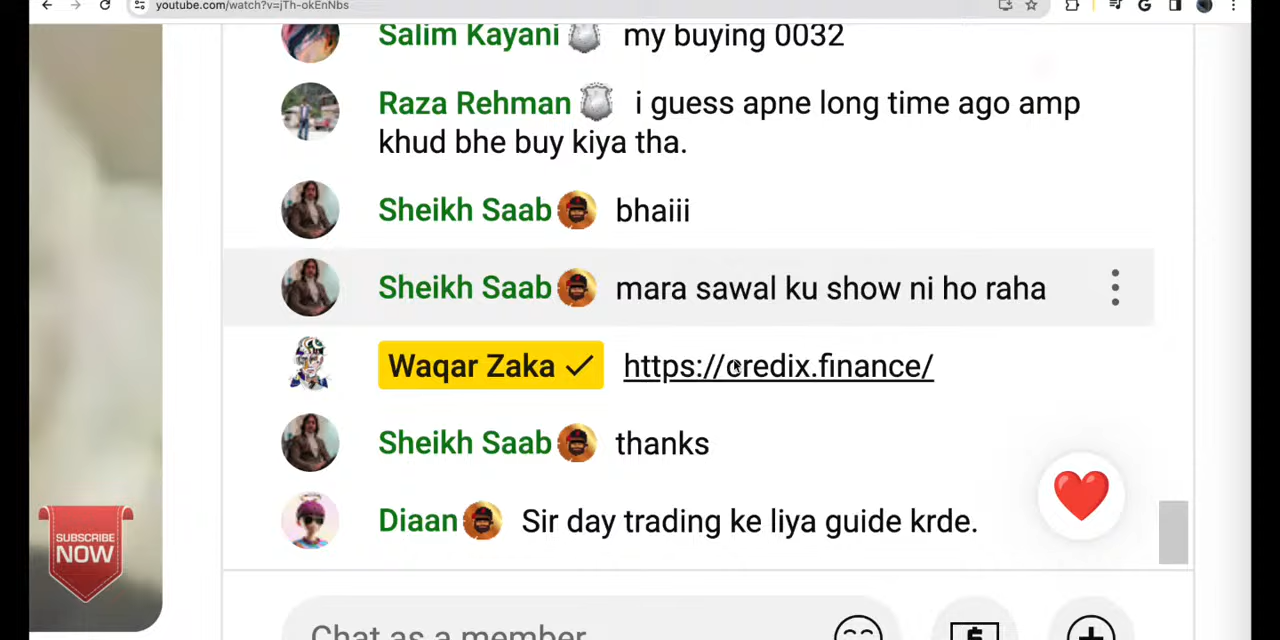 youtube.com/watch?v=jTh-okEnNbs
Salim Kayani my buying 0032
Raza Rehman i guess apne long time ago amp
khud bhe buy kiya tha.
Sheikh Saab bhaiii
Sheikh Saab mara sawal ku show ni ho raha
Waqar Zaka ✓ https://credix.finance/
Sheikh Saab thanks
Diaan Sir day trading ke liya guide krde.
SUBSCRIBE
NOW
Chat as a member